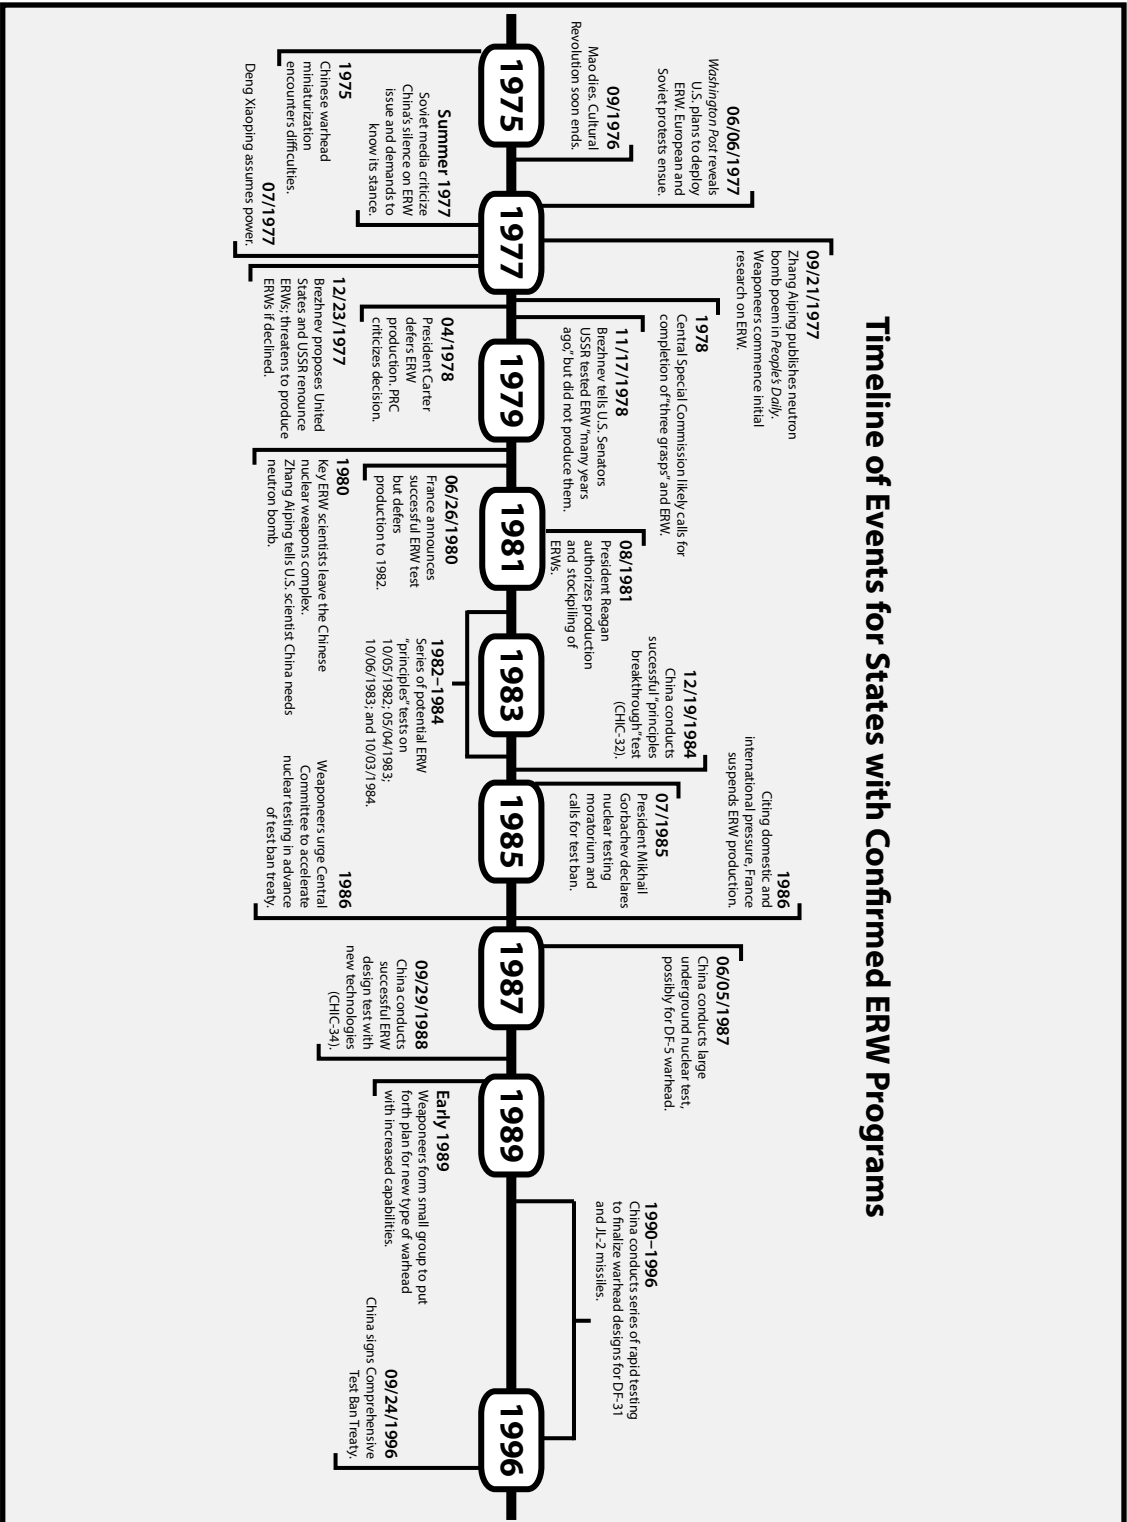 Timeline of Events for States with Confirmed ERW Programs
06/06/1977
Washington Post reveals
U.S. plans to deploy
ERW. European and
Soviet protests ensue.
09/1976
Mao dies. Cultural
Revolution soon ends.
09/21/1977
Zhang Aiping publishes neutron
bomb poem in People's Daily.
Weaponeers commence initial
research on ERW.
1978
Central Special Commission likely calls for
completion of "three grasps" and ERW.
11/17/1978
Brezhnev tells U.S. Senators
USSR tested ERW "many years
ago," but did not produce them.
08/1981
President Reagan
authorizes production
and stockpiling of
ERWs.
12/19/1984
China conducts
successful "principles
breakthrough" test
(CHIC-32).
07/1985
President Mikhail
Gorbachev declares
nuclear testing
moratorium and
calls for test ban.
1986
Citing domestic and
international pressure, France
suspends ERW production.
06/05/1987
China conducts large
underground nuclear test,
possibly for DF-5 warhead.
1990–1996
China conducts series of rapid testing
to finalize warhead designs for DF-31
and JL-2 missiles.
1975
1977
1979
1981
1983
1985
1987
1989
1996
1975
Chinese warhead
miniaturization
encounters difficulties.
Summer 1977
Soviet media criticize
China's silence on ERW
issue and demands to
know its stance.
07/1977
Deng Xiaoping assumes power.
12/23/1977
Brezhnev proposes United
States and USSR renounce
ERWs; threatens to produce
ERWs if declined.
04/1978
President Carter
defers ERW
production. PRC
criticizes decision.
1980
Key ERW scientists leave the Chinese
nuclear weapons complex.
Zhang Aiping tells U.S. scientist China needs
neutron bomb.
06/26/1980
France announces
successful ERW test
but defers
production to 1982.
1982–1984
Series of potential ERW
"principles" tests on
10/05/1982; 05/04/1983;
10/06/1983; and 10/03/1984.
1986
Weaponeers urge Central
Committee to accelerate
nuclear testing in advance
of test ban treaty.
09/29/1988
China conducts
successful ERW
design test with
new technologies
(CHIC-34).
Early 1989
Weaponeers form small group to put
forth plan for new type of warhead
with increased capabilities.
09/24/1996
China signs Comprehensive
Test Ban Treaty.